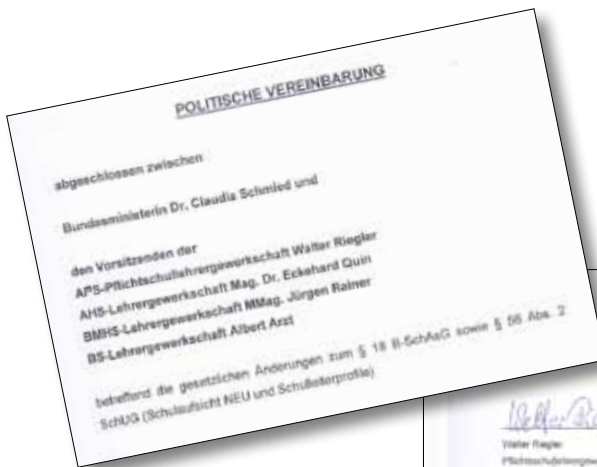 POLITISCHE VEREINBARUNG
abgeschlossen zwischen
Bundesministerin Dr. Claudia Schmied und
den Vorsitzenden der
APS-Pflichtschullehrergewerkschaft Walter Riegler
AHS-Lehrergewerkschaft Mag. Dr. Eckehard Quin
BMHS-Lehrergewerkschaft MMag. Jürgen Rainer
BS-Lehrergewerkschaft Albert Arzt
betreffend die gesetzlichen Änderungen zum § 18 B-SchAsG sowie § 56 Abs. 2
SchUG (Schulaufsicht NEU und Schulleiterprofile)
Walter Riegler